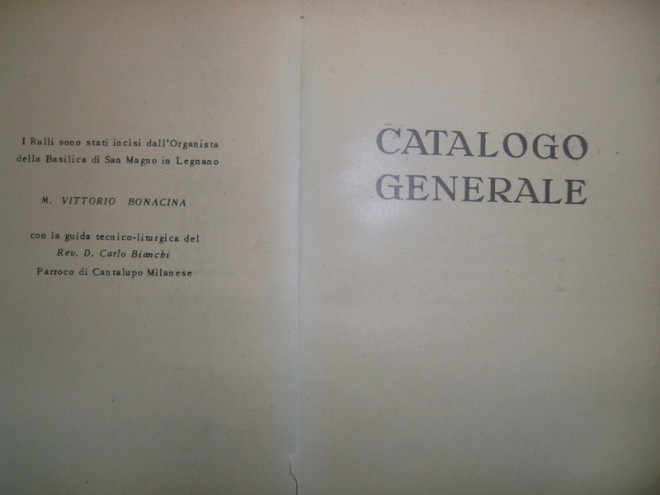 I Rulli sono stati incisi dall'Organista
della Basilica di San Magno in Legnano
M. VITTORIO BONACINA
con la guida tecnico-liturgica del
Rev. D. Carlo Bianchi
Parroco di Cantalupo Milanese
CATALOGO
GENERALE